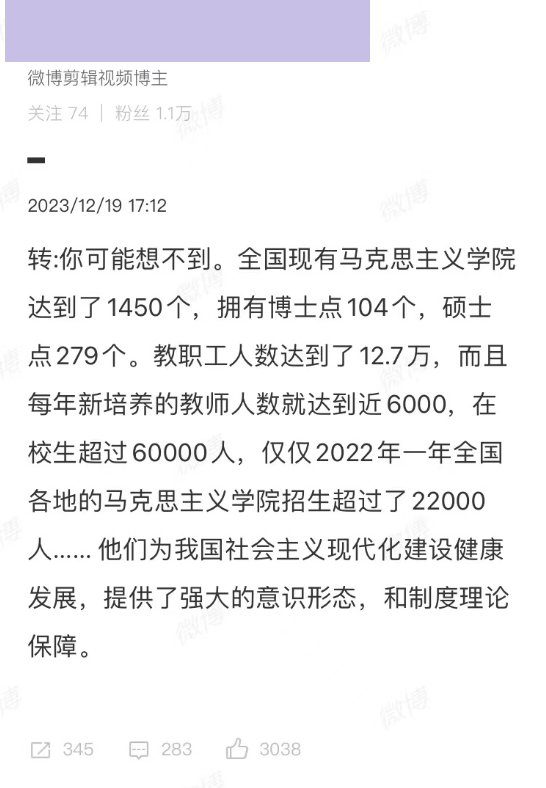 微博剪辑视频博主
关注 74 | 粉丝 1.1万
2023/12/19 17:12
转:你可能想不到。全国现有马克思主义学院
达到了1450个，拥有博士点104个，硕士
点279个。教职工人数达到了12.7万，而且
每年新培养的教师人数就达到近6000，在
校生超过60000人，仅仅2022年一年全国
各地的马克思主义学院招生超过了22000
人…… 他们为我国社会主义现代化建设健康
发展，提供了强大的意识形态，和制度理论
保障。
345 283 3038
微博